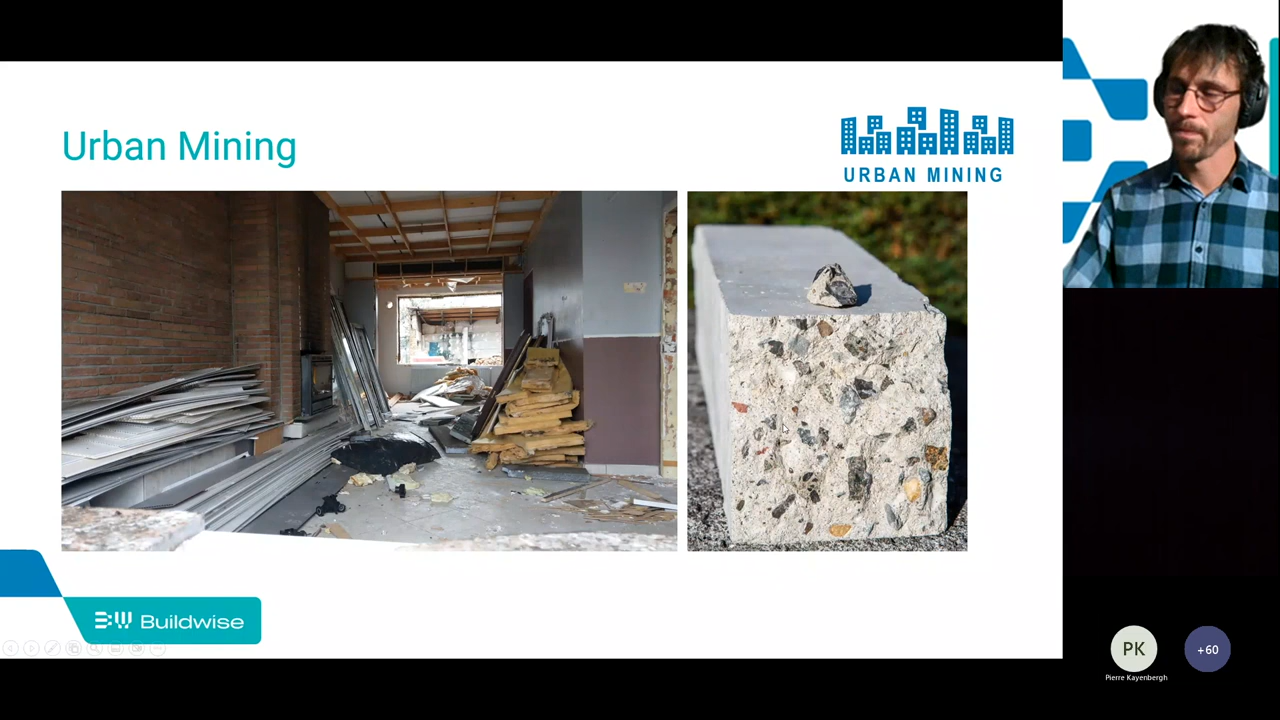 Urban Mining
URBAN MINING
Buildwise
PK
+60
Pierre Kayenbergh